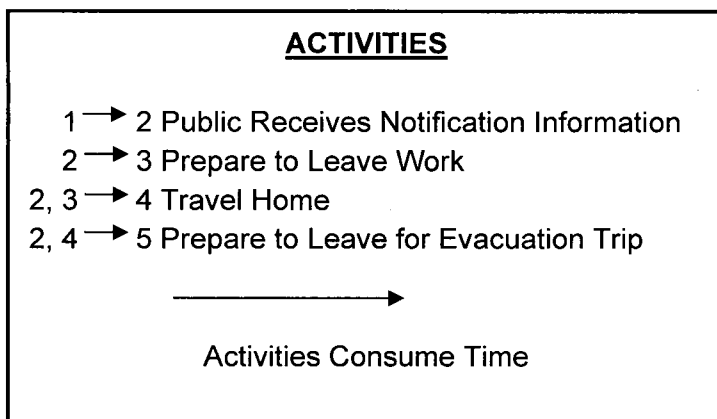 ACTIVITIES
1 → 2 Public Receives Notification Information
2 → 3 Prepare to Leave Work
2, 3 → 4 Travel Home
2, 4 → 5 Prepare to Leave for Evacuation Trip
Activities Consume Time